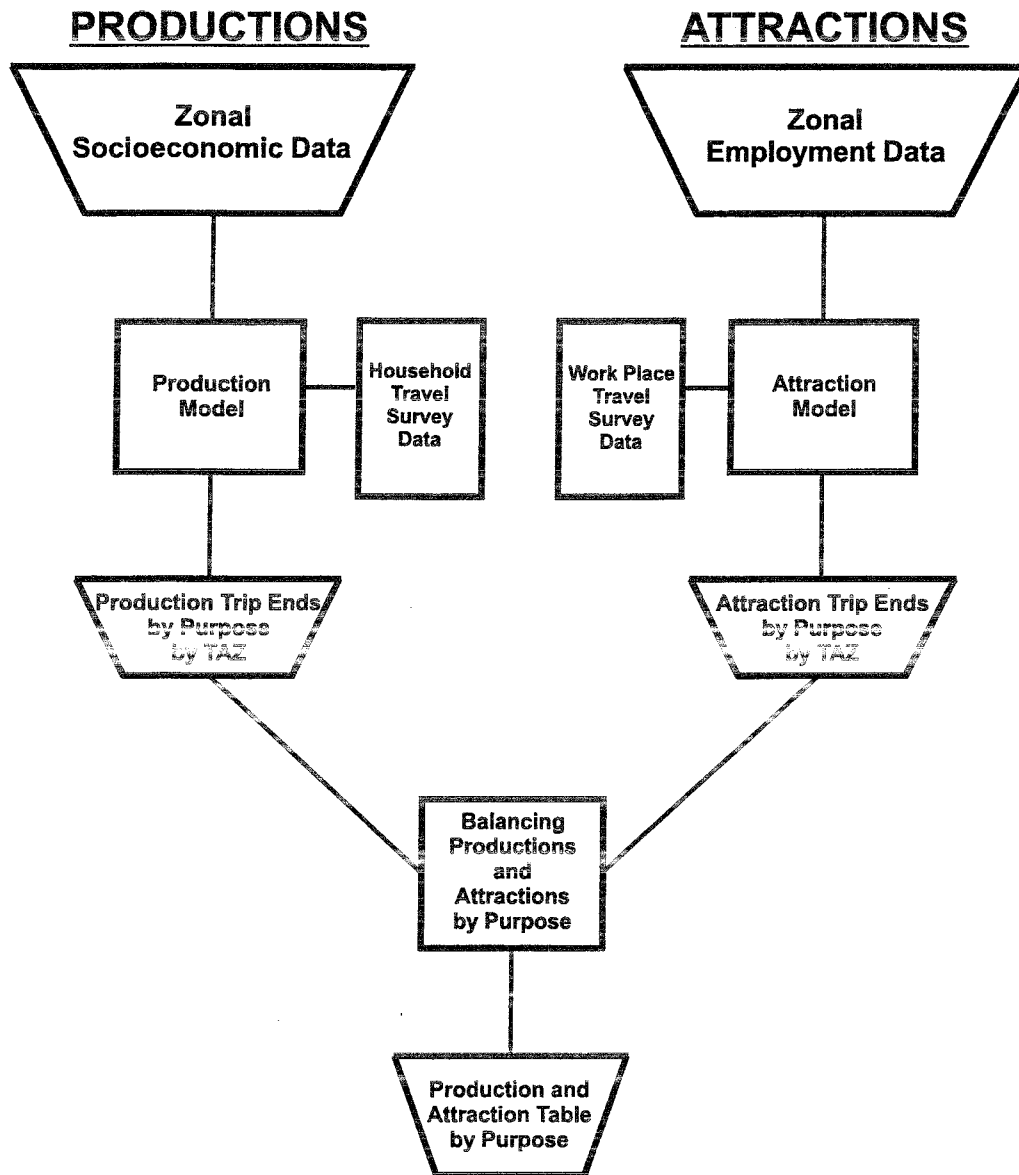 PRODUCTIONS
ATTRACTIONS
Zonal
Socioeconomic Data
Zonal
Employment Data
Production
Model
Household
Travel
Survey
Data
Work Place
Travel
Survey
Data
Attraction
Model
Production Trip Ends
by Purpose
by TAZ
Attraction Trip Ends
by Purpose
by TAZ
Balancing
Productions
and
Attractions
by Purpose
Production and
Attraction Table
by Purpose